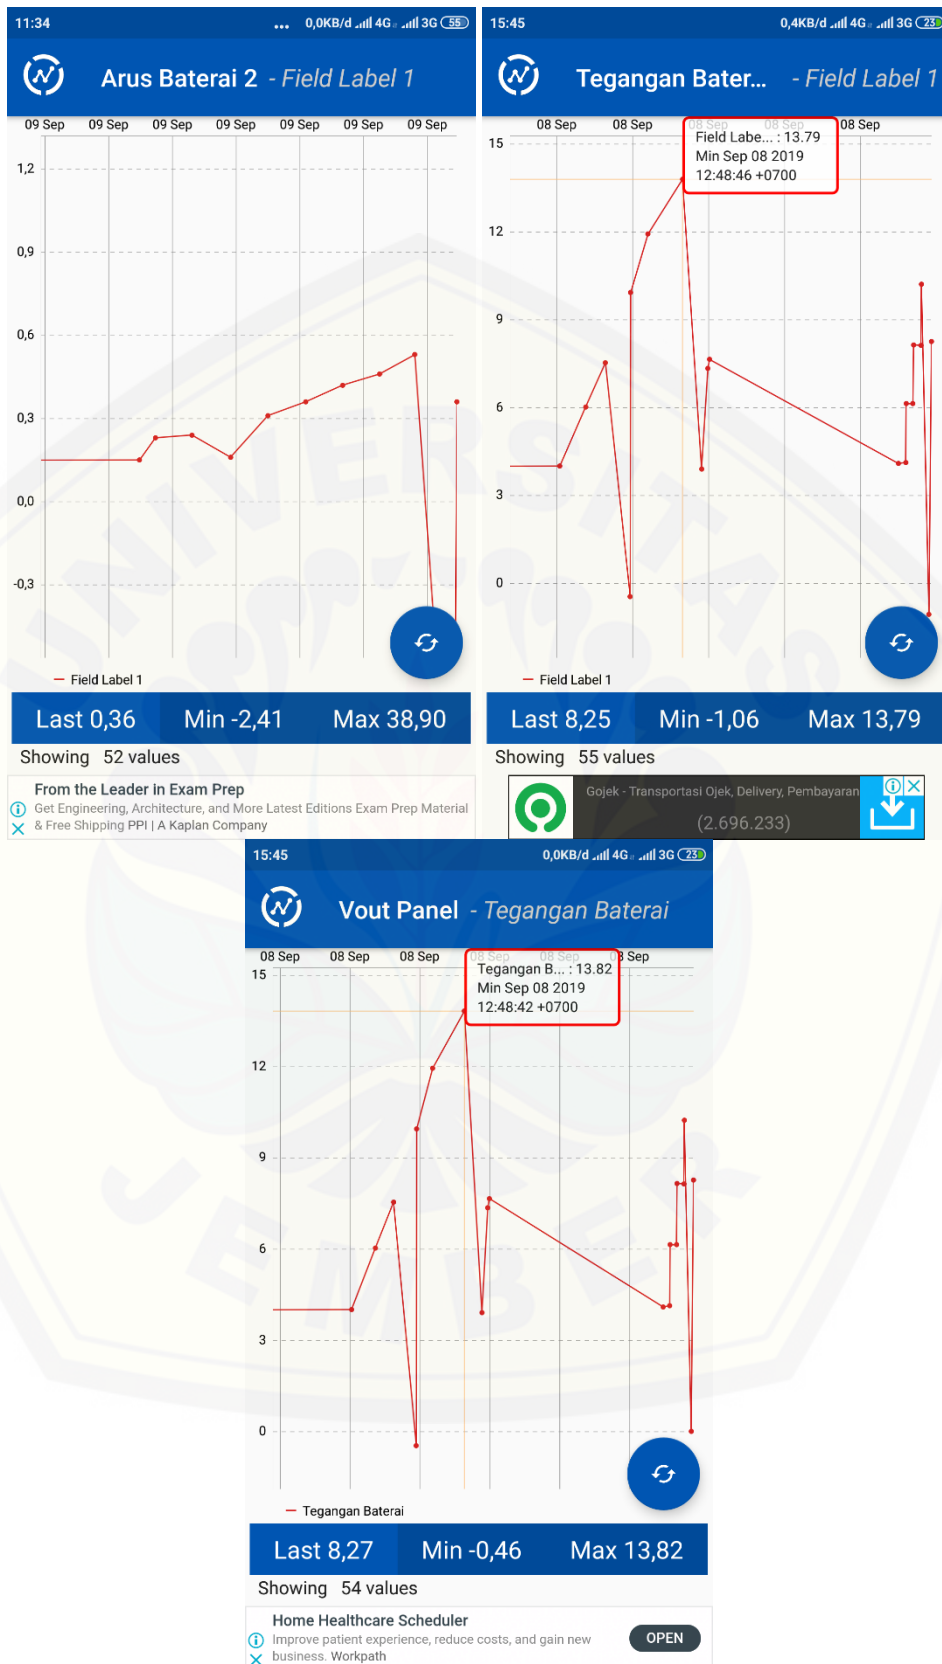 11:34 ... 0,0KB/d 4G 3G 55
Arus Baterai 2 - Field Label 1
09 Sep 09 Sep 09 Sep 09 Sep 09 Sep 09 Sep 09 Sep
1,2
0,9
0,6
0,3
0,0
-0,3
Field Label 1
Last 0,36 Min -2,41 Max 38,90
Showing 52 values
From the Leader in Exam Prep
Get Engineering, Architecture, and More Latest Editions Exam Prep Material
& Free Shipping PPI | A Kaplan Company
15:45 0,4KB/d 4G 3G 23
Tegangan Bater... - Field Label 1
08 Sep 08 Sep 08 Sep 08 Sep 08 Sep
Field Labe... : 13.79
Min Sep 08 2019
12:48:46 +0700
15
12
9
6
3
0
Field Label 1
Last 8,25 Min -1,06 Max 13,79
Showing 55 values
Gojek - Transportasi Ojek, Delivery, Pembayaran
(2.696.233)
15:45 0,0KB/d 4G 3G 23
Vout Panel - Tegangan Baterai
08 Sep 08 Sep 08 Sep 08 Sep 8 Sep
Tegangan B... : 13.82
Min Sep 08 2019
12:48:42 +0700
15
12
9
6
3
0
Tegangan Baterai
Last 8,27 Min -0,46 Max 13,82
Showing 54 values
Home Healthcare Scheduler
Improve patient experience, reduce costs, and gain new
business. Workpath
OPEN
UNIVERSITAS
JEMBER